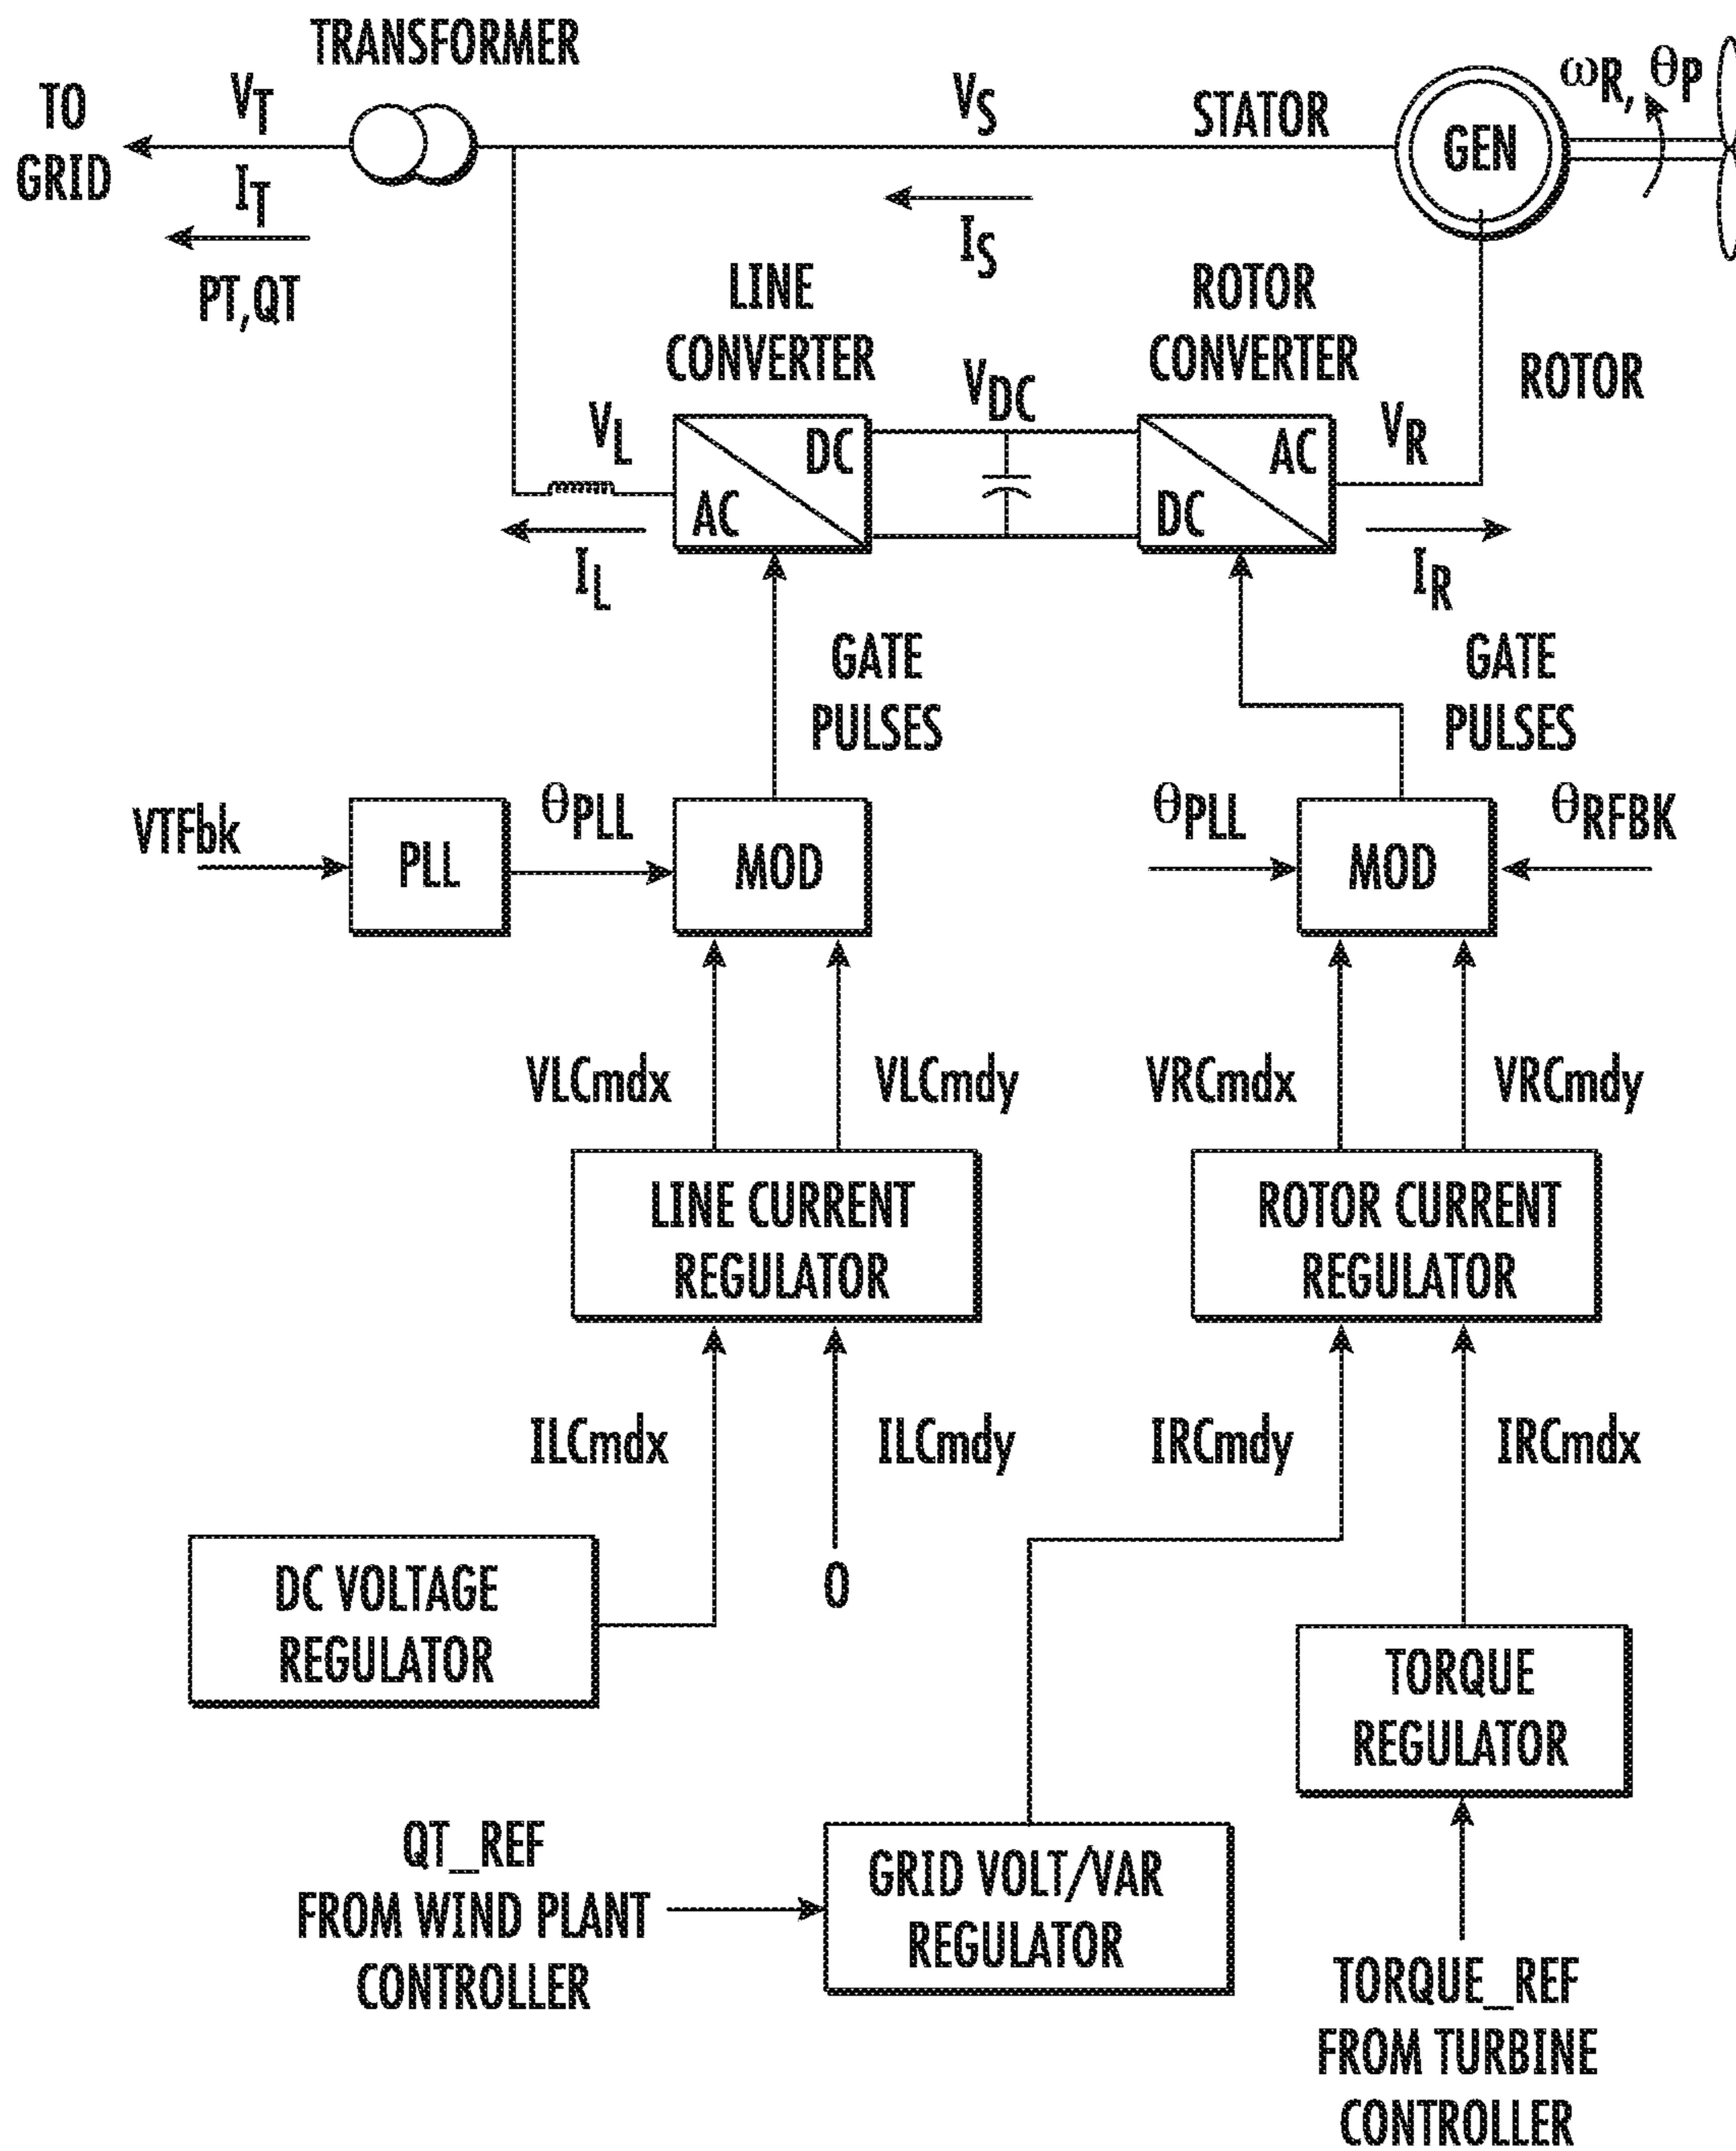 TRANSFORMER
TO
GRID
VT
IT
PT,QT
VS
IS
STATOR
GEN
ωR, θP
LINE
CONVERTER
ROTOR
CONVERTER
ROTOR
VL
DC
AC
VDC
AC
DC
VR
IL
IR
GATE
PULSES
GATE
PULSES
VTFbk
PLL
θPLL
MOD
θPLL
MOD
θRFBK
VLCmdx
VLCmdy
VRCmdx
VRCmdy
LINE CURRENT
REGULATOR
ROTOR CURRENT
REGULATOR
ILCmdx
ILCmdy
IRCmdy
IRCmdx
DC VOLTAGE
REGULATOR
0
TORQUE
REGULATOR
QT_REF
FROM WIND PLANT
CONTROLLER
GRID VOLT/VAR
REGULATOR
TORQUE_REF
FROM TURBINE
CONTROLLER